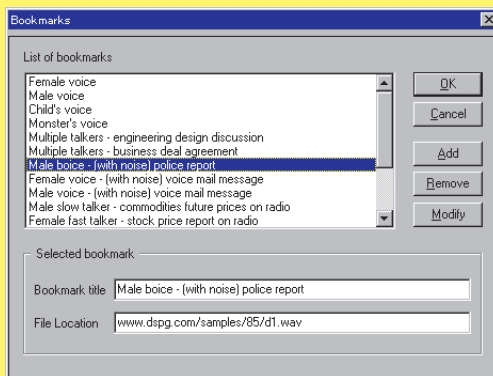 Bookmarks
List of bookmarks
Female voice
Male voice
Child's voice
Monster's voice
Multiple talkers - engineering design discussion
Multiple talkers - business deal agreement
Male boice - (with noise) police report
Female voice - (with noise) voice mail message
Male voice - (with noise) voice mail message
Male slow talker - commodities future prices on radio
Female fast talker - stock price report on radio
OK
Cancel
Add
Remove
Modify
Selected bookmark
Bookmark title
Male boice - (with noise) police report
File Location
www.dspg.com/samples/85/d1.wav